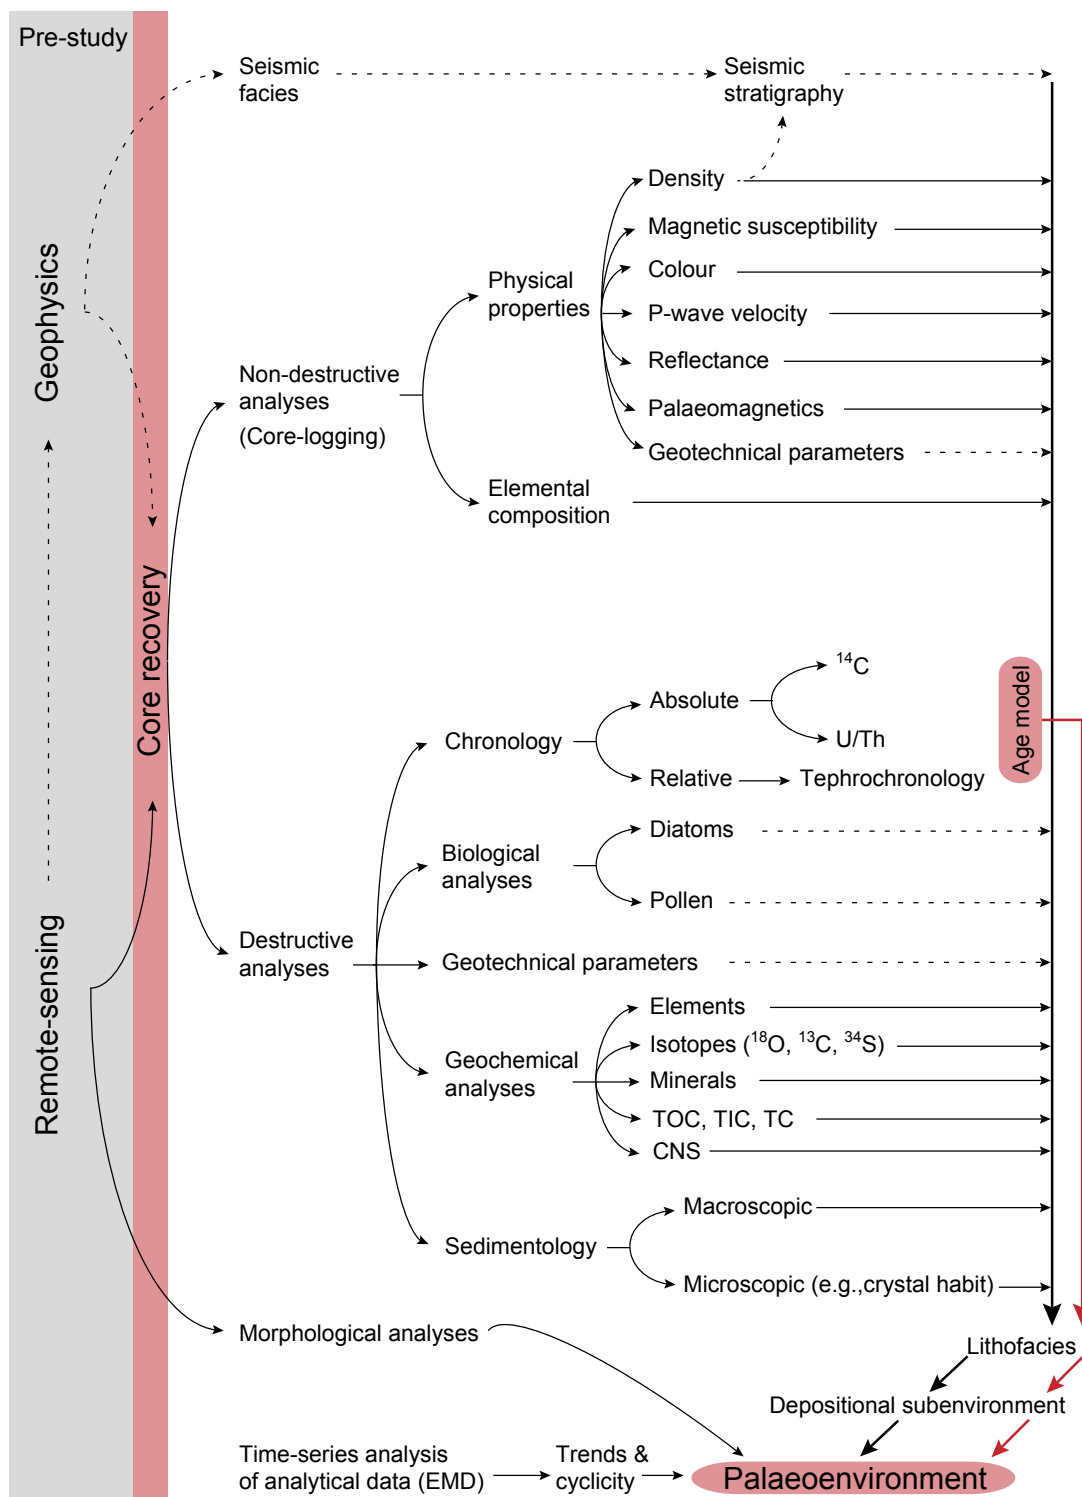 Pre-study
Geophysics
Remote-sensing
Core recovery
Seismic
facies
Seismic
stratigraphy
Non-destructive
analyses
(Core-logging)
Physical
properties
Density
Magnetic susceptibility
Colour
P-wave velocity
Reflectance
Palaeomagnetics
Geotechnical parameters
Elemental
composition
Destructive
analyses
Chronology
Absolute
¹⁴C
U/Th
Relative
Tephrochronology
Age model
Biological
analyses
Diatoms
Pollen
Geotechnical parameters
Geochemical
analyses
Elements
Isotopes (¹⁸O, ¹³C, ³⁴S)
Minerals
TOC, TIC, TC
CNS
Sedimentology
Macroscopic
Microscopic (e.g.,crystal habit)
Morphological analyses
Lithofacies
Depositional subenvironment
Time-series analysis
of analytical data (EMD)
Trends &
cyclicity
Palaeoenvironment